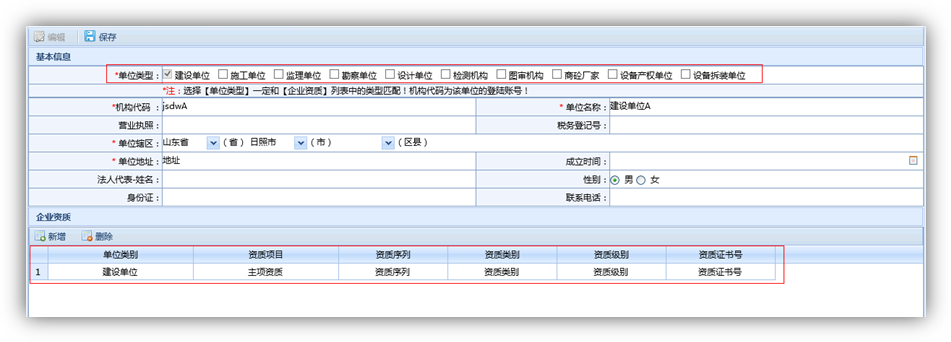 编辑 保存
基本信息
*单位类型： 建设单位 施工单位 监理单位 勘察单位 设计单位 检测机构 图审机构 商砼厂家 设备产权单位 设备拆装单位
*注：选择【单位类型】一定和【企业资质】列表中的类型匹配！机构代码为该单位的登陆账号！
*机构代码 ： jsdwA * 单位名称： 建设单位A
营业执照： 税务登记号：
* 单位辖区： 山东省 （省） 日照市 （市） （区县）
* 单位地址： 地址 成立时间：
法人代表-姓名： 性别： 男 女
身份证： 联系电话：
企业资质
新增 删除
单位类别 资质项目 资质序列 资质类别 资质级别 资质证书号
1 建设单位 主项资质 资质序列 资质类别 资质级别 资质证书号